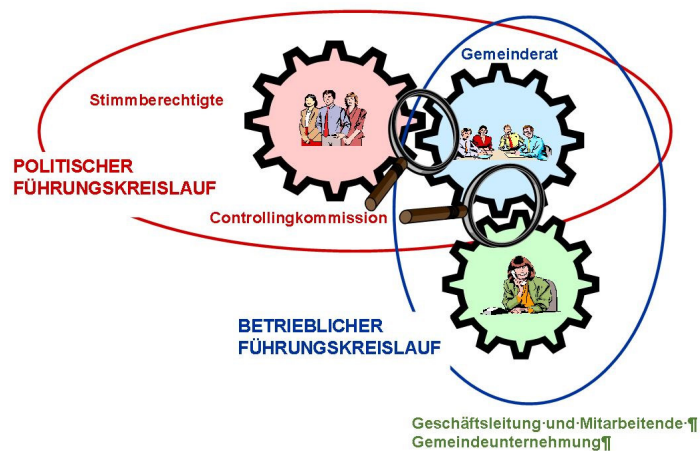 Gemeinderat
Stimmberechtigte
POLITISCHER
FÜHRUNGSKREISLAUF
Controllingkommission
BETRIEBLICHER
FÜHRUNGSKREISLAUF
Geschäftsleitung·und·Mitarbeitende·¶
Gemeindeunternehmung¶